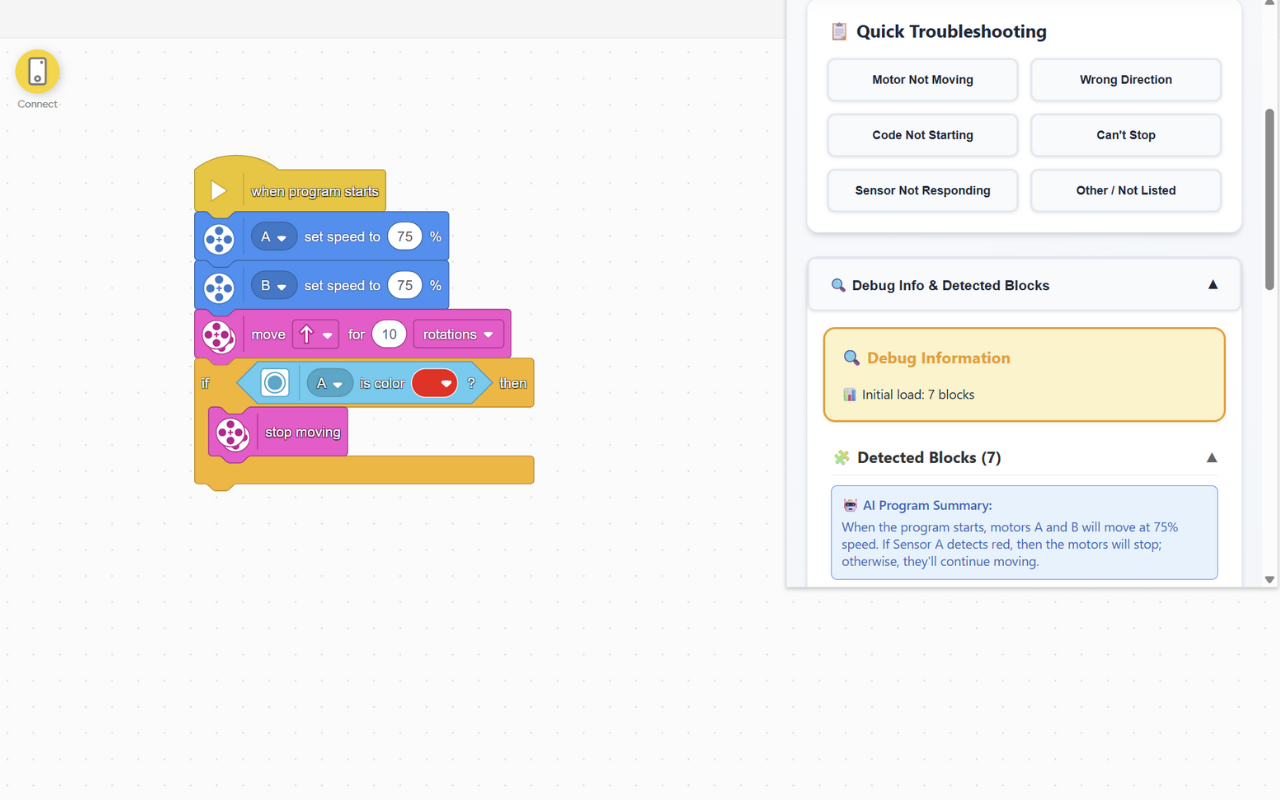 Connect
when program starts
A set speed to 75 %
B set speed to 75 %
move for 10 rotations
if A is color ? then
stop moving
Quick Troubleshooting
Motor Not Moving
Wrong Direction
Code Not Starting
Can't Stop
Sensor Not Responding
Other / Not Listed
Debug Info & Detected Blocks
Debug Information
Initial load: 7 blocks
Detected Blocks (7)
AI Program Summary:
When the program starts, motors A and B will move at 75%
speed. If Sensor A detects red, then the motors will stop;
otherwise, they'll continue moving.